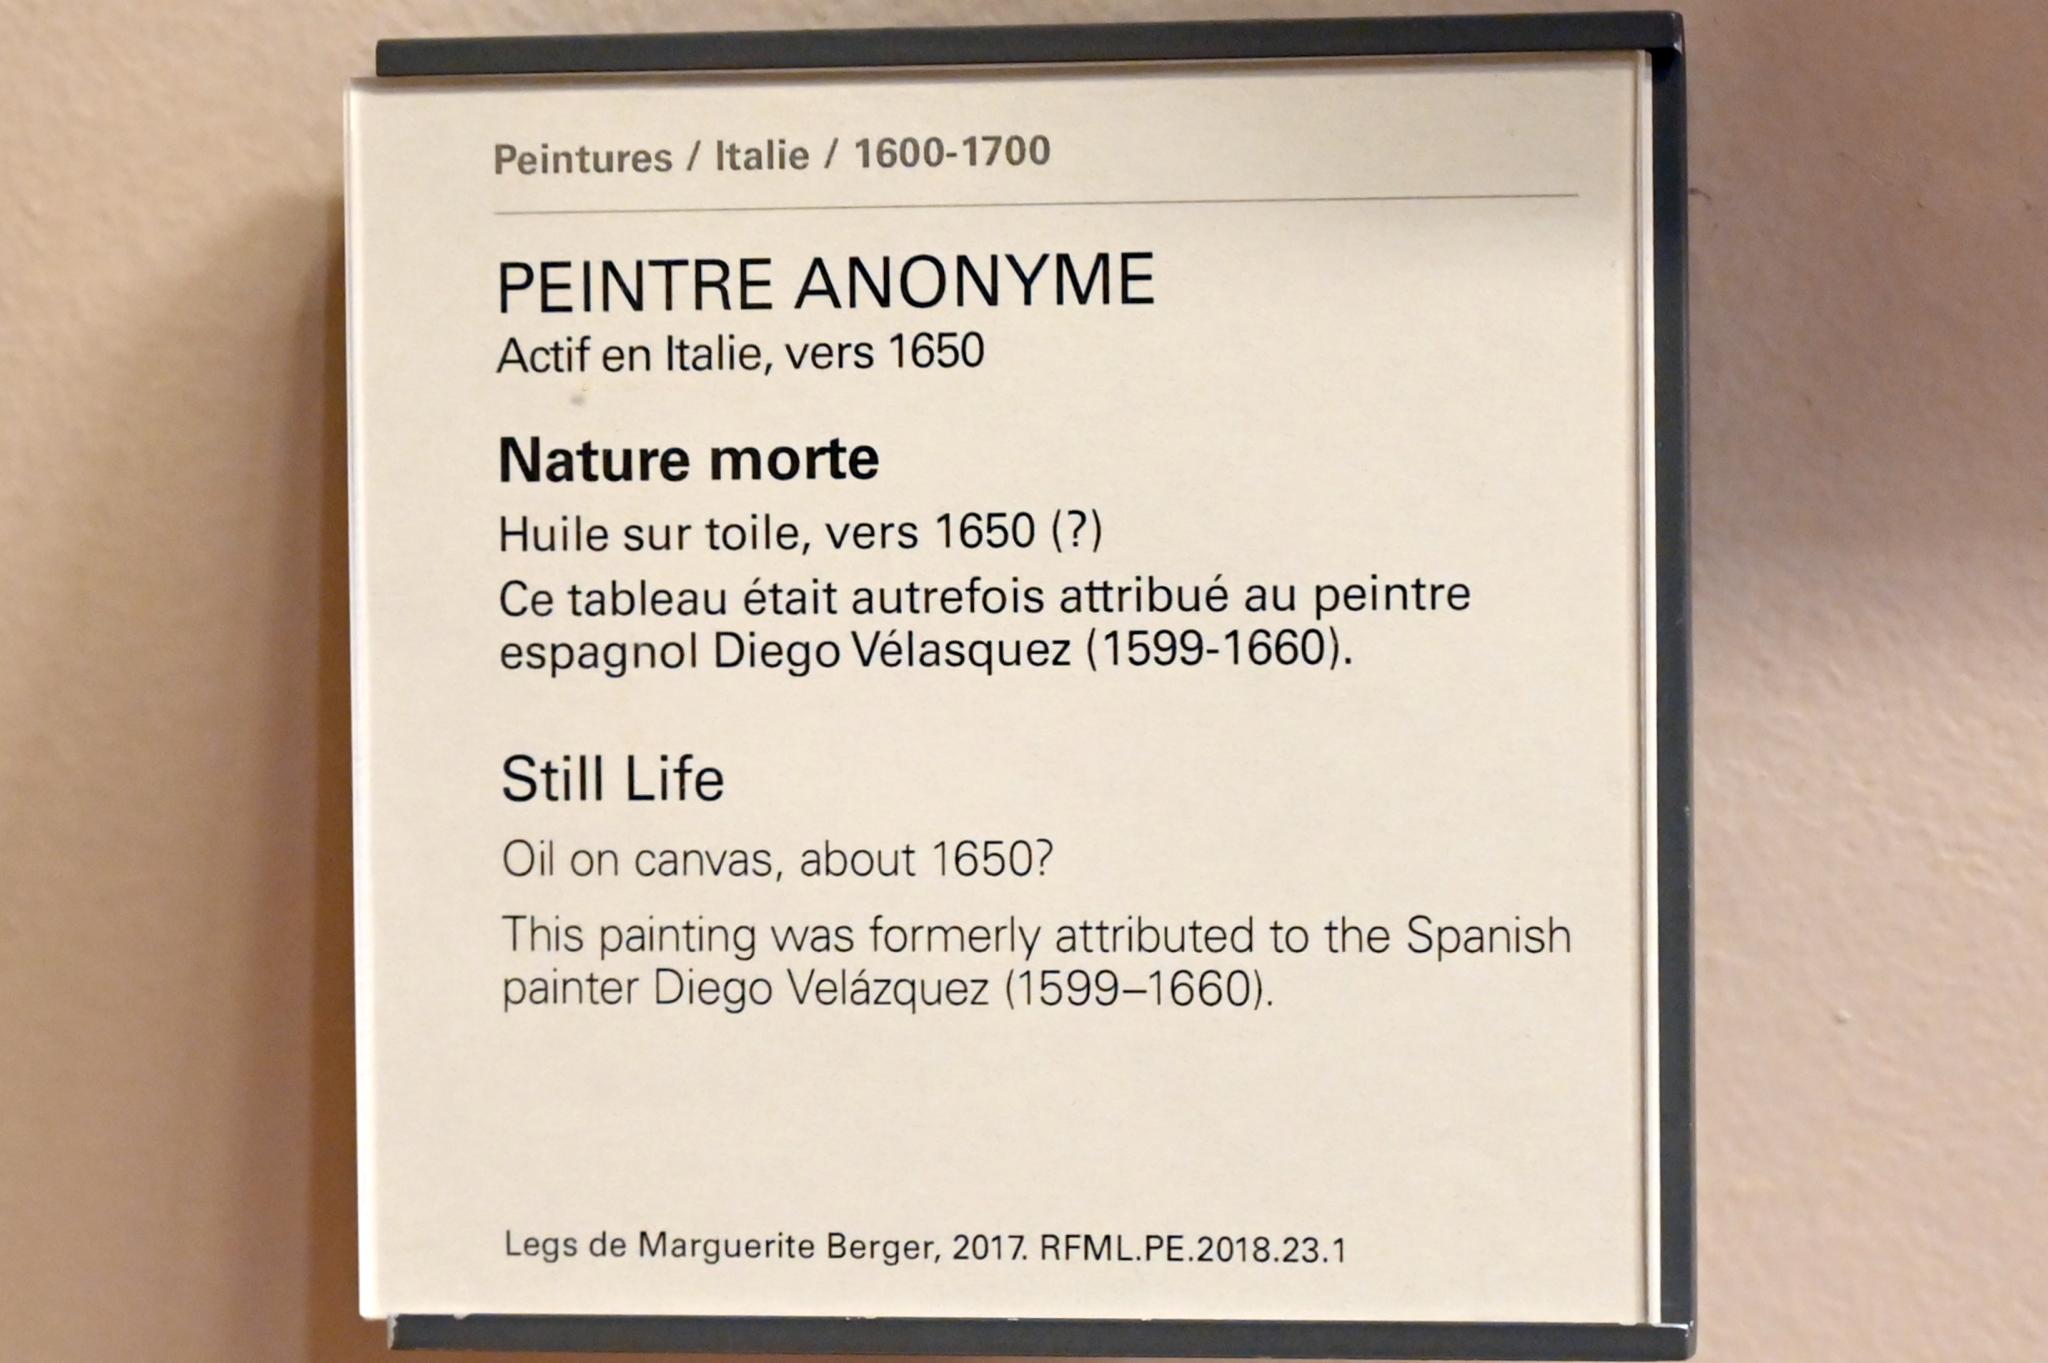 Peintures / Italie / 1600-1700
PEINTRE ANONYME
Actif en Italie, vers 1650
Nature morte
Huile sur toile, vers 1650 (?)
Ce tableau était autrefois attribué au peintre
espagnol Diego Vélasquez (1599-1660).
Still Life
Oil on canvas, about 1650?
This painting was formerly attributed to the Spanish
painter Diego Velázquez (1599–1660).
Legs de Marguerite Berger, 2017. RFML.PE.2018.23.1